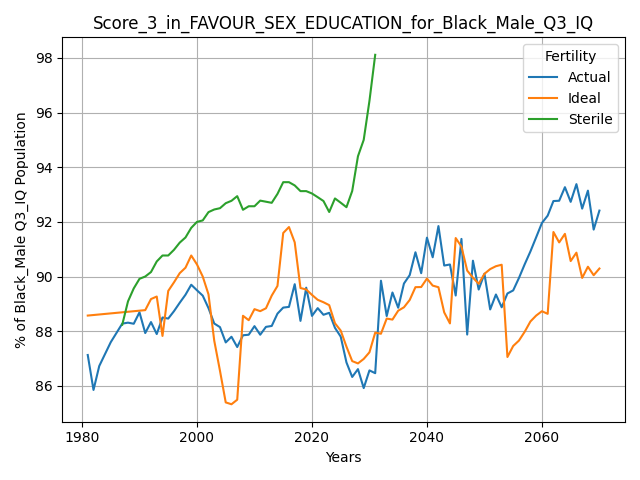 Score_3_in_FAVOUR_SEX_EDUCATION_for_Black_Male_Q3_IQ
% of Black_Male Q3_IQ Population
98
96
94
92
90
88
86
Fertility
Actual
Ideal
Sterile
1980 2000 2020 2040 2060
Years